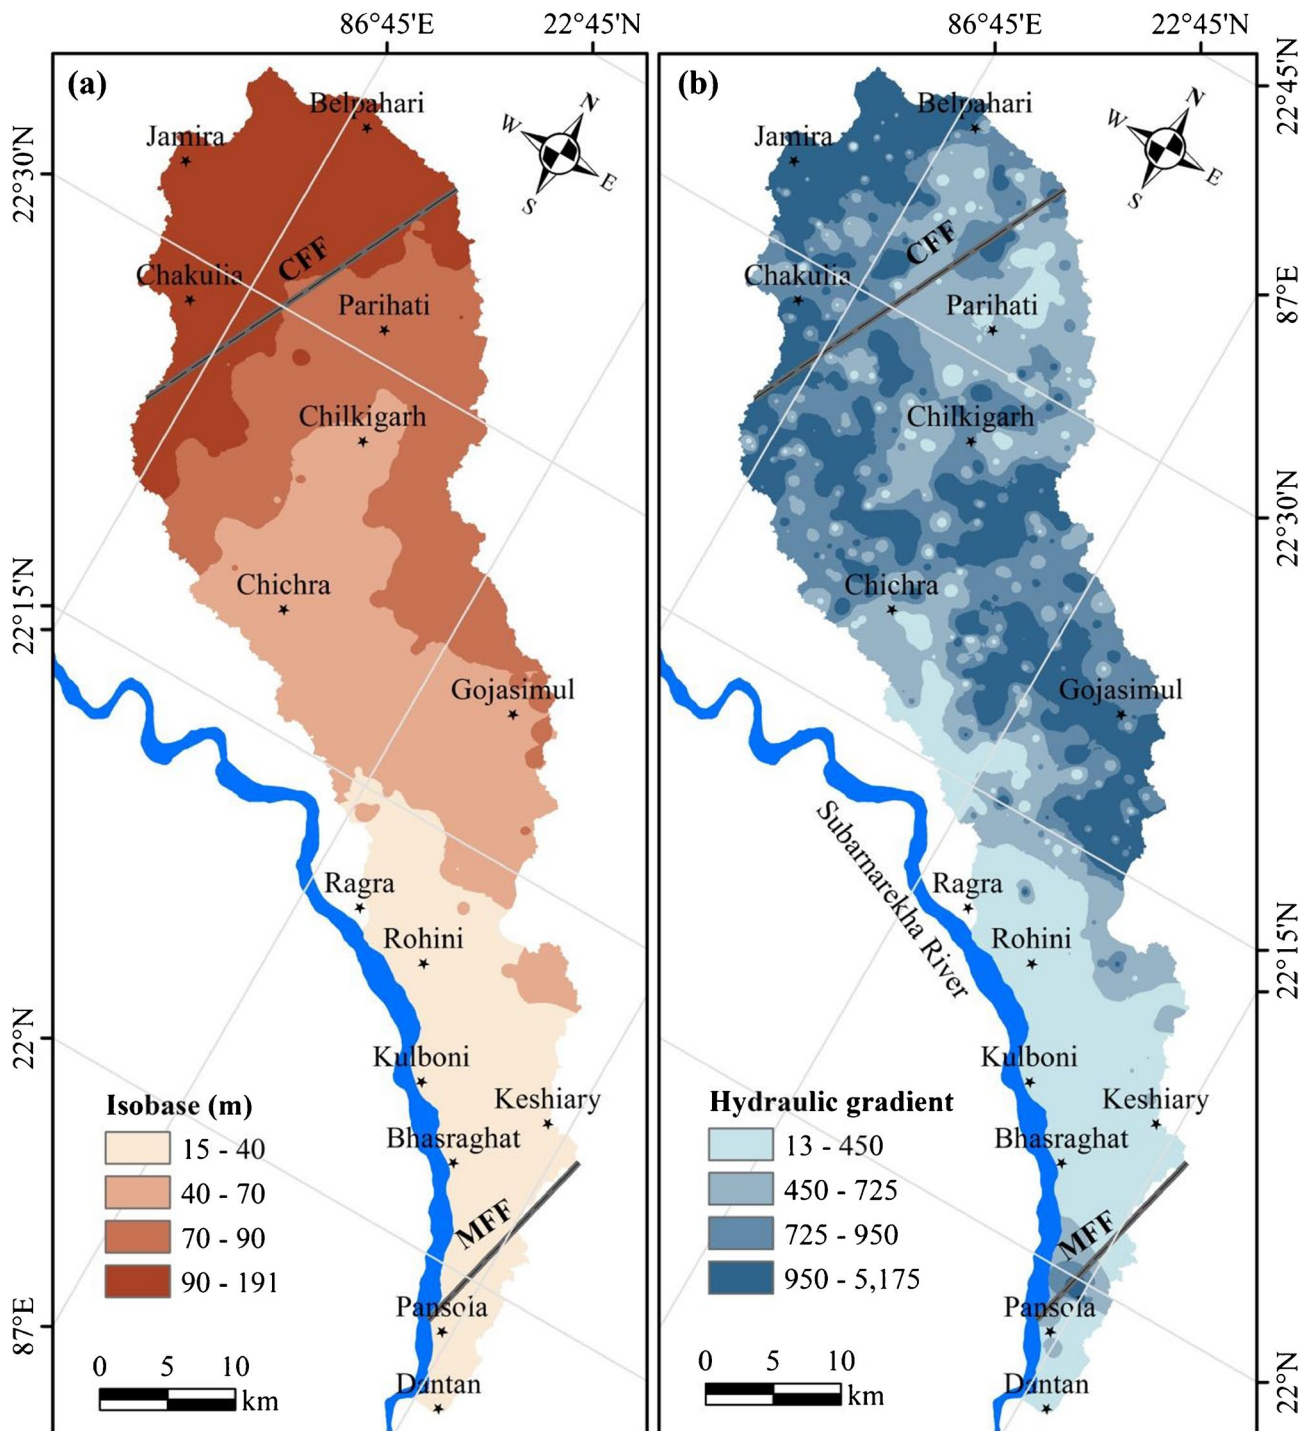 86°45'E
22°45'N
86°45'E
22°45'N
(a)
(b)
22°30'N
22°15'N
22°N
87°E
22°45'N
87°E
22°30'N
22°15'N
22°N
N
W
E
S
Belpahari
Jamira
CFF
Chakulia
Parihati
Chilkigarh
Chichra
Gojasimul
Ragra
Rohini
Kulboni
Keshiary
Bhasraghat
MFF
Pansola
Dantan
Isobase (m)
15 - 40
40 - 70
70 - 90
90 - 191
0 5 10
km
N
W
E
S
Belpahari
Jamira
CFF
Chakulia
Parihati
Chilkigarh
Chichra
Gojasimul
Subarnarekha River
Ragra
Rohini
Kulboni
Keshiary
Bhasraghat
MFF
Pansola
Dantan
Hydraulic gradient
13 - 450
450 - 725
725 - 950
950 - 5,175
0 5 10
km